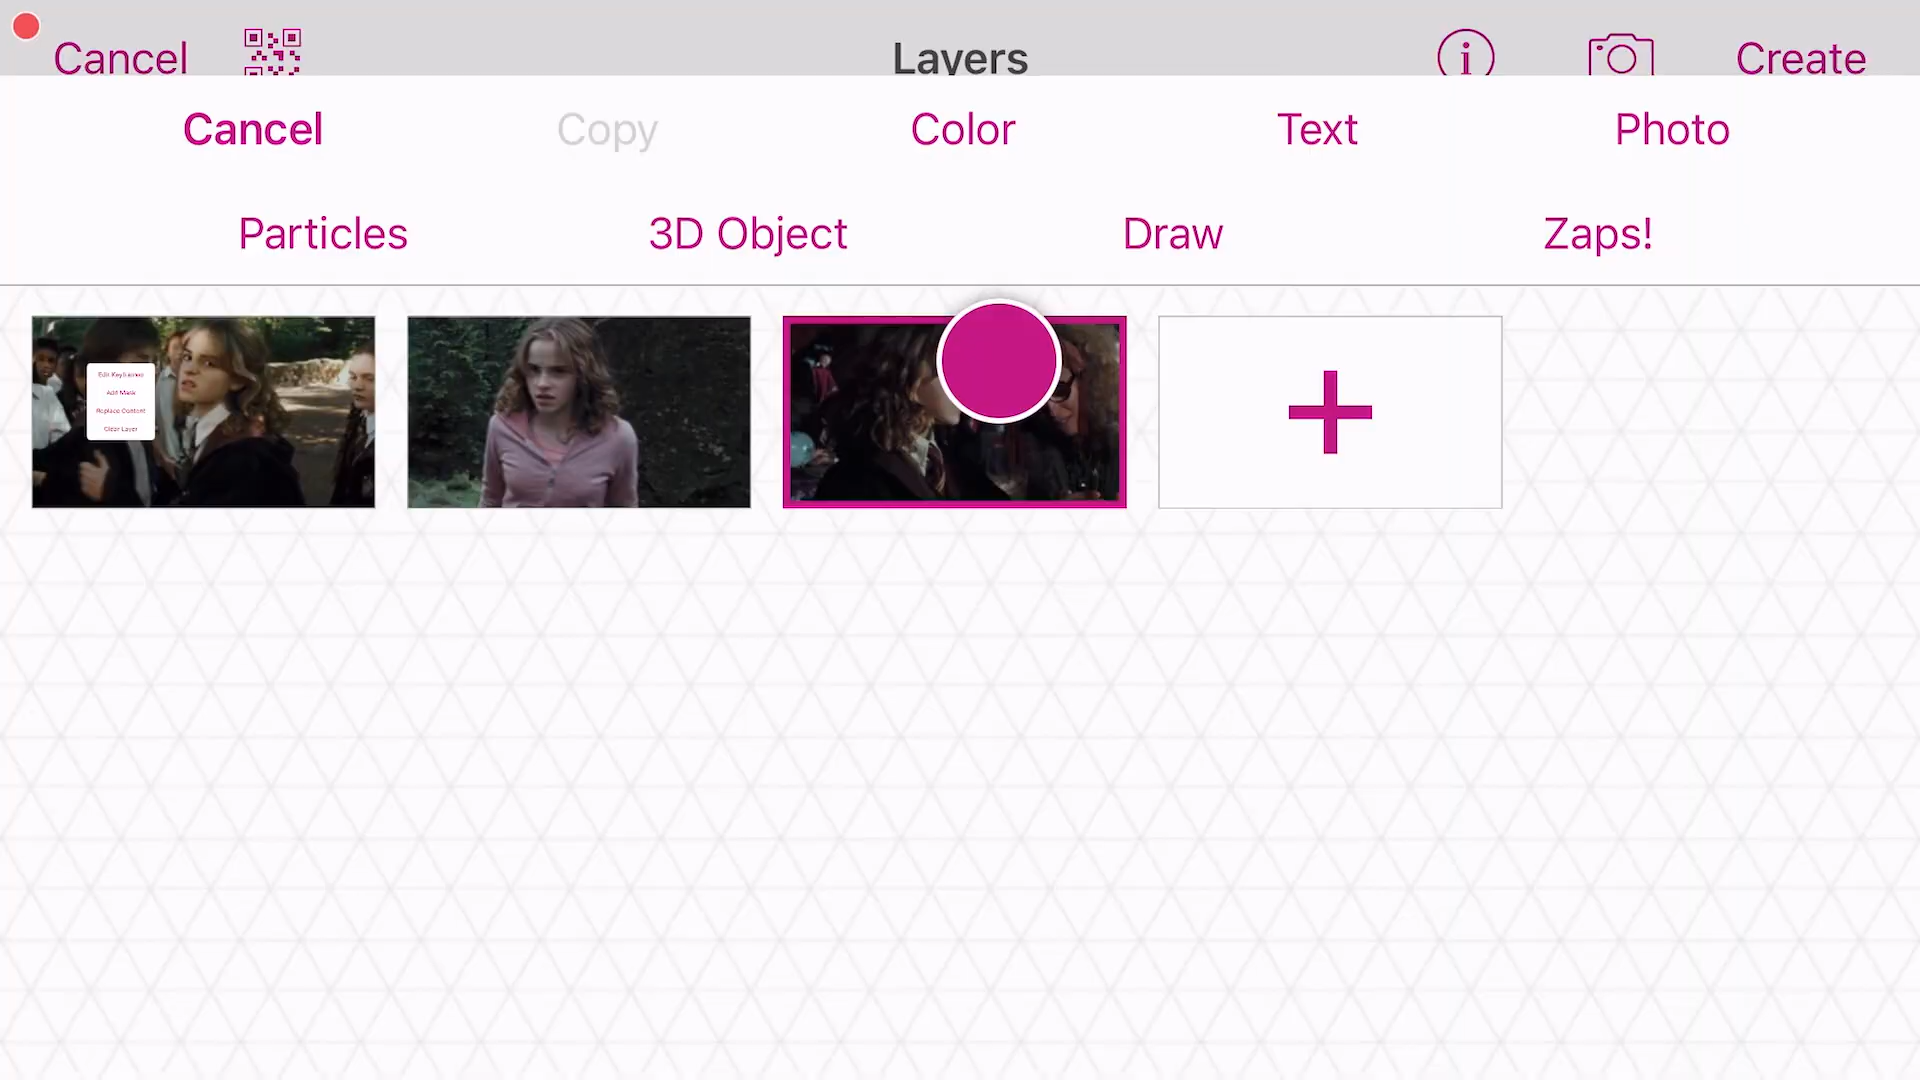 Cancel Layers Create
Cancel Copy Color Text Photo
Particles 3D Object Draw Zaps!
Edit Keyframes
Add Mask
Replace Content
Clear Layer